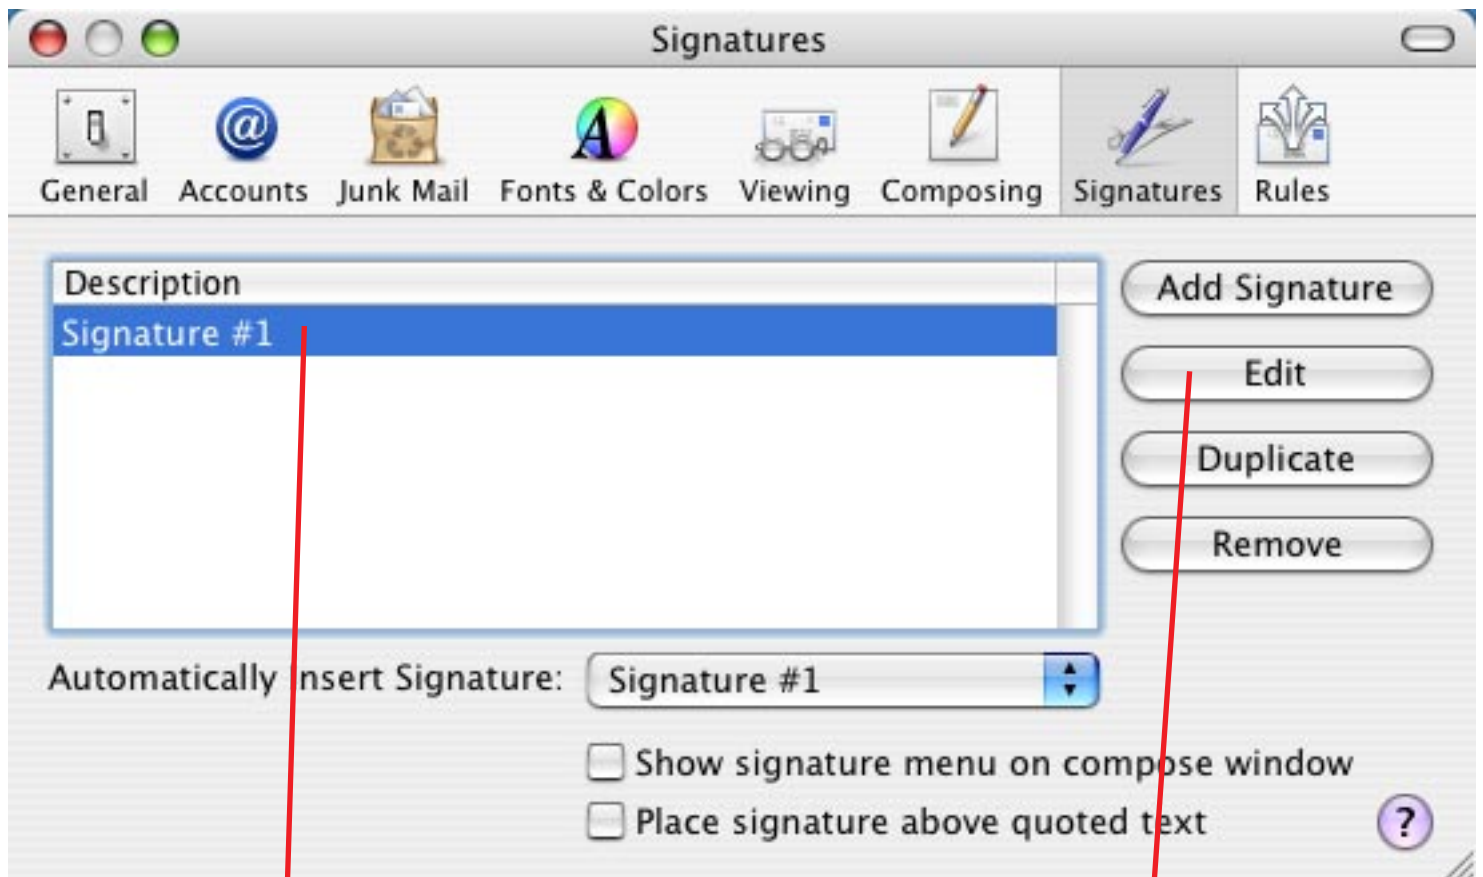 Signatures
General Accounts Junk Mail Fonts & Colors Viewing Composing Signatures Rules
Description
Signature #1
Add Signature
Edit
Duplicate
Remove
Automatically Insert Signature: Signature #1
Show signature menu on compose window
Place signature above quoted text
?